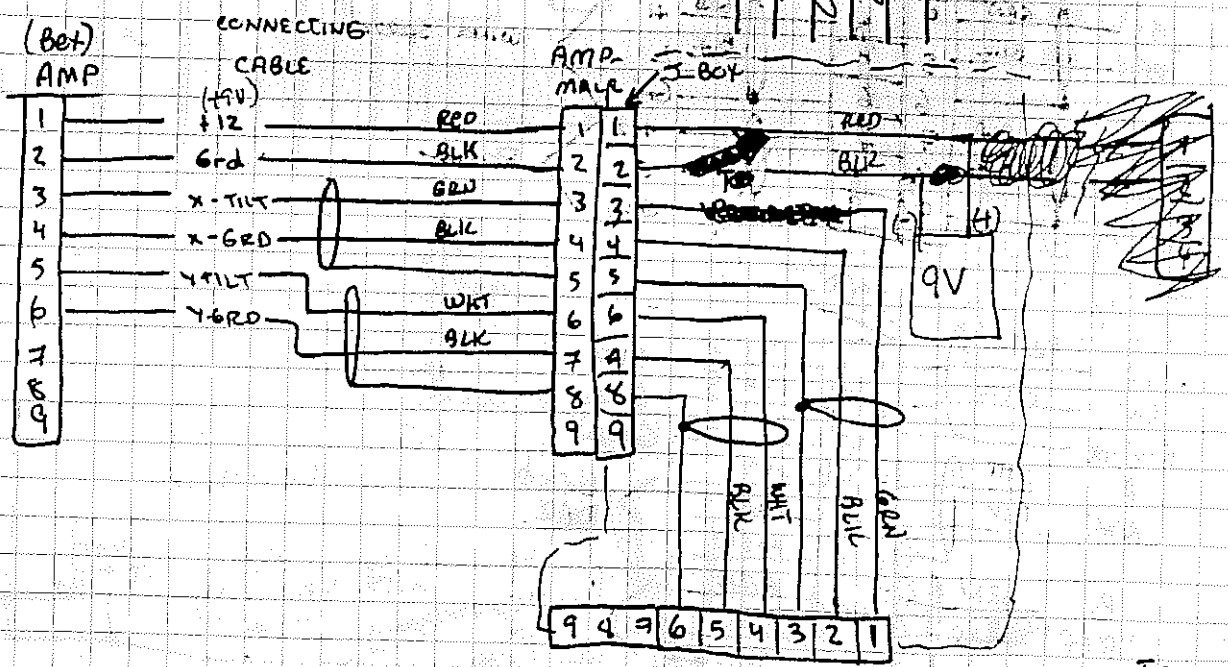 (Bet)
AMP
CONNECTING
CABLE
AMP
MALE
J-BOX
(-)
(+9V)
1 +12 RED 1 1 RED
2 Grd BLK 2 2 BLK
3 X-TILT GRN 3 3
4 X-GRD BLK 4 4
5 Y TILT 5 5
6 Y-GRD WHT 6 6
7 BLK 7 7
8 8 8
9 9 9
(-) (+)
9V
BLK WHT BLK GRN
9 8 7 6 5 4 3 2 1